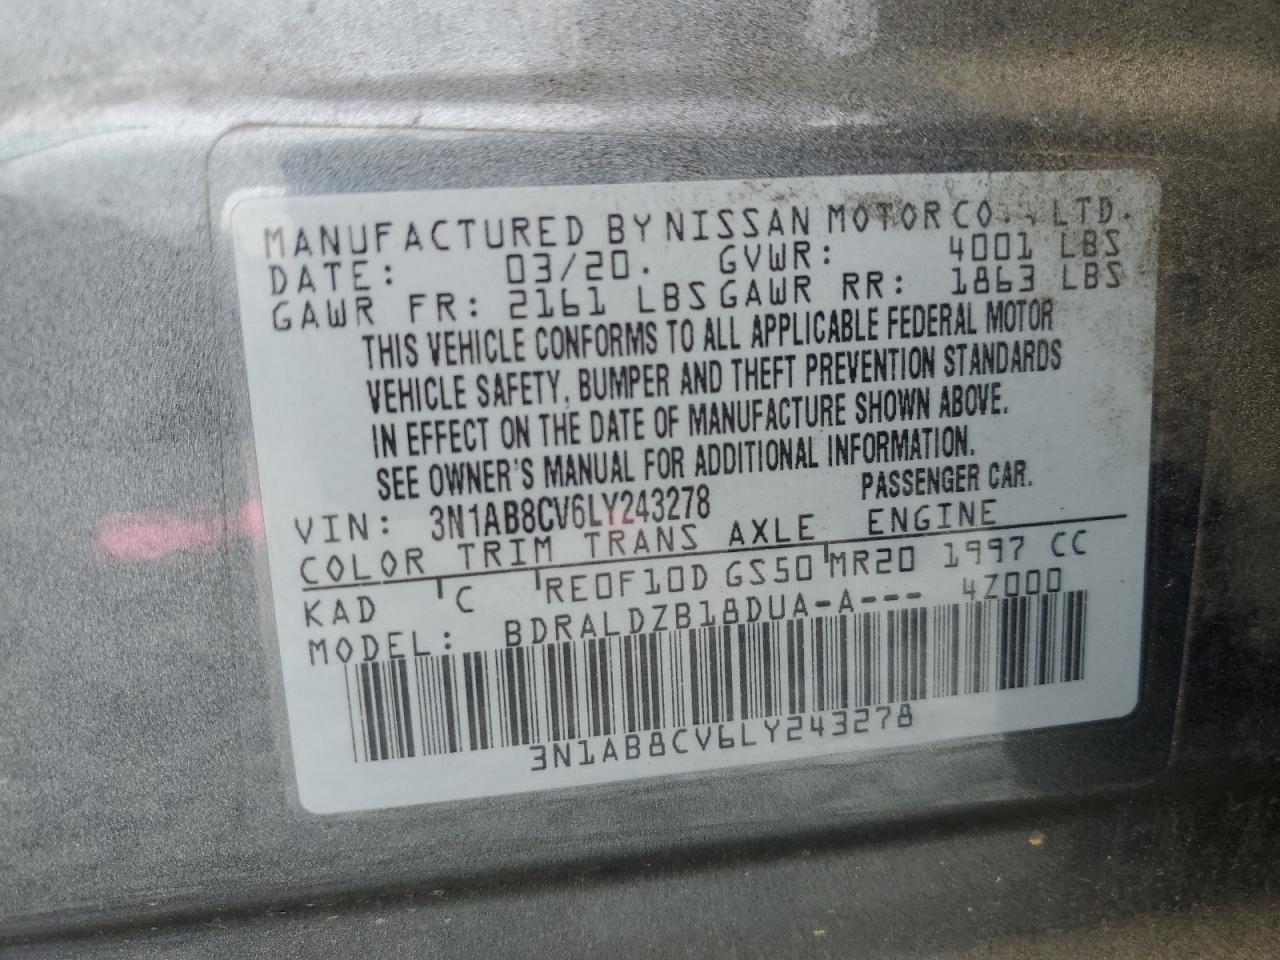 MANUFACTURED BY NISSAN MOTOR CO., LTD.
DATE: 03/20. GVWR: 4001 LBS
GAWR FR: 2161 LBS GAWR RR: 1863 LBS
THIS VEHICLE CONFORMS TO ALL APPLICABLE FEDERAL MOTOR
VEHICLE SAFETY, BUMPER AND THEFT PREVENTION STANDARDS
IN EFFECT ON THE DATE OF MANUFACTURE SHOWN ABOVE.
SEE OWNER'S MANUAL FOR ADDITIONAL INFORMATION.
VIN: 3N1AB8CV6LY243278 PASSENGER CAR.
COLOR TRIM TRANS AXLE ENGINE
KAD C RE0F10D GS50 MR20 1997 CC
MODEL: BDRALDZB18DUA-A--- 4Z000
3N1AB8CV6LY243278